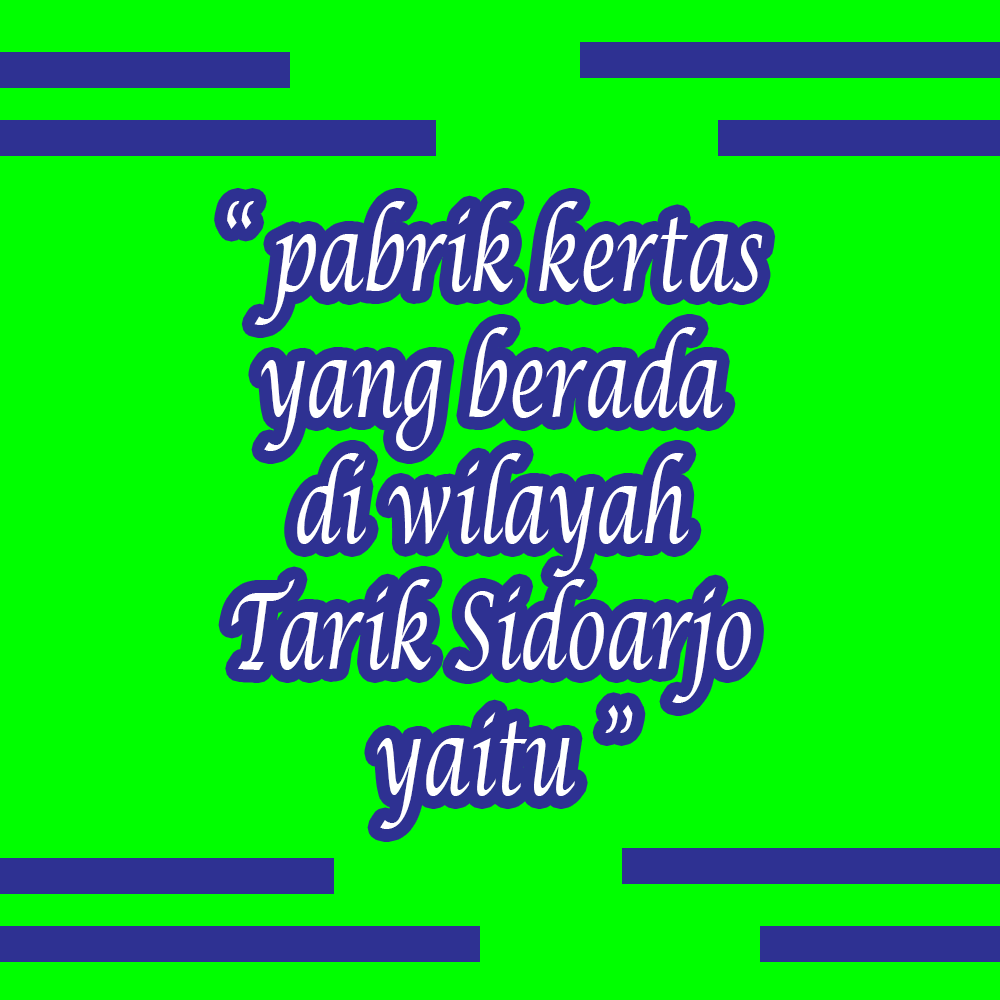 “ pabrik kertas
yang berada
di wilayah
Tarik Sidoarjo
yaitu ”